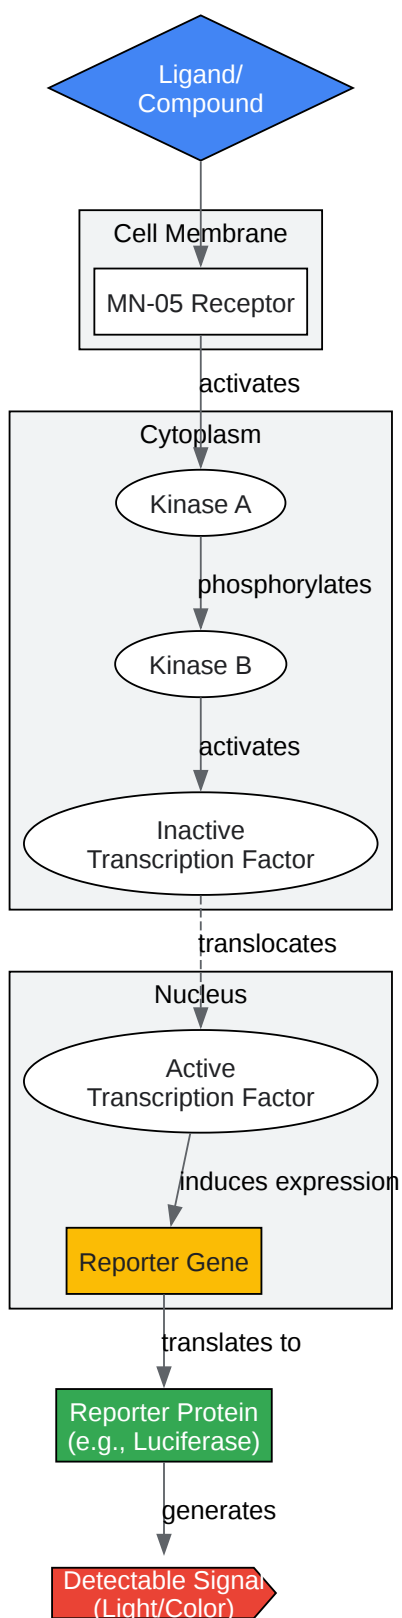 Ligand/
Compound
Cell Membrane
MN-05 Receptor
activates
Cytoplasm
Kinase A
phosphorylates
Kinase B
activates
Inactive
Transcription Factor
translocates
Nucleus
Active
Transcription Factor
induces expression
Reporter Gene
translates to
Reporter Protein
(e.g., Luciferase)
generates
Detectable Signal
(Light/Color)